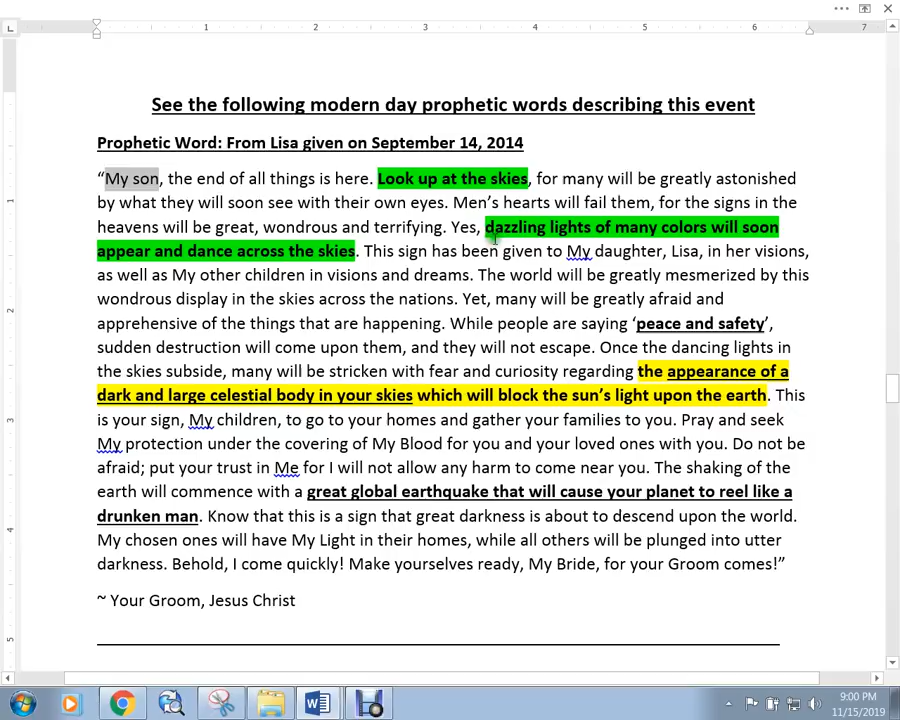 1 2 3 4 5 6 7
See the following modern day prophetic words describing this event
Prophetic Word: From Lisa given on September 14, 2014
“My son, the end of all things is here. Look up at the skies, for many will be greatly astonished
by what they will soon see with their own eyes. Men’s hearts will fail them, for the signs in the
heavens will be great, wondrous and terrifying. Yes, dazzling lights of many colors will soon
appear and dance across the skies. This sign has been given to My daughter, Lisa, in her visions,
as well as My other children in visions and dreams. The world will be greatly mesmerized by this
wondrous display in the skies across the nations. Yet, many will be greatly afraid and
apprehensive of the things that are happening. While people are saying ‘peace and safety’,
sudden destruction will come upon them, and they will not escape. Once the dancing lights in
the skies subside, many will be stricken with fear and curiosity regarding the appearance of a
dark and large celestial body in your skies which will block the sun’s light upon the earth. This
is your sign, My children, to go to your homes and gather your families to you. Pray and seek
My protection under the covering of My Blood for you and your loved ones with you. Do not be
afraid; put your trust in Me for I will not allow any harm to come near you. The shaking of the
earth will commence with a great global earthquake that will cause your planet to reel like a
drunken man. Know that this is a sign that great darkness is about to descend upon the world.
My chosen ones will have My Light in their homes, while all others will be plunged into utter
darkness. Behold, I come quickly! Make yourselves ready, My Bride, for your Groom comes!”
~ Your Groom, Jesus Christ
1
2
3
4
5
9:00 PM
11/15/2019